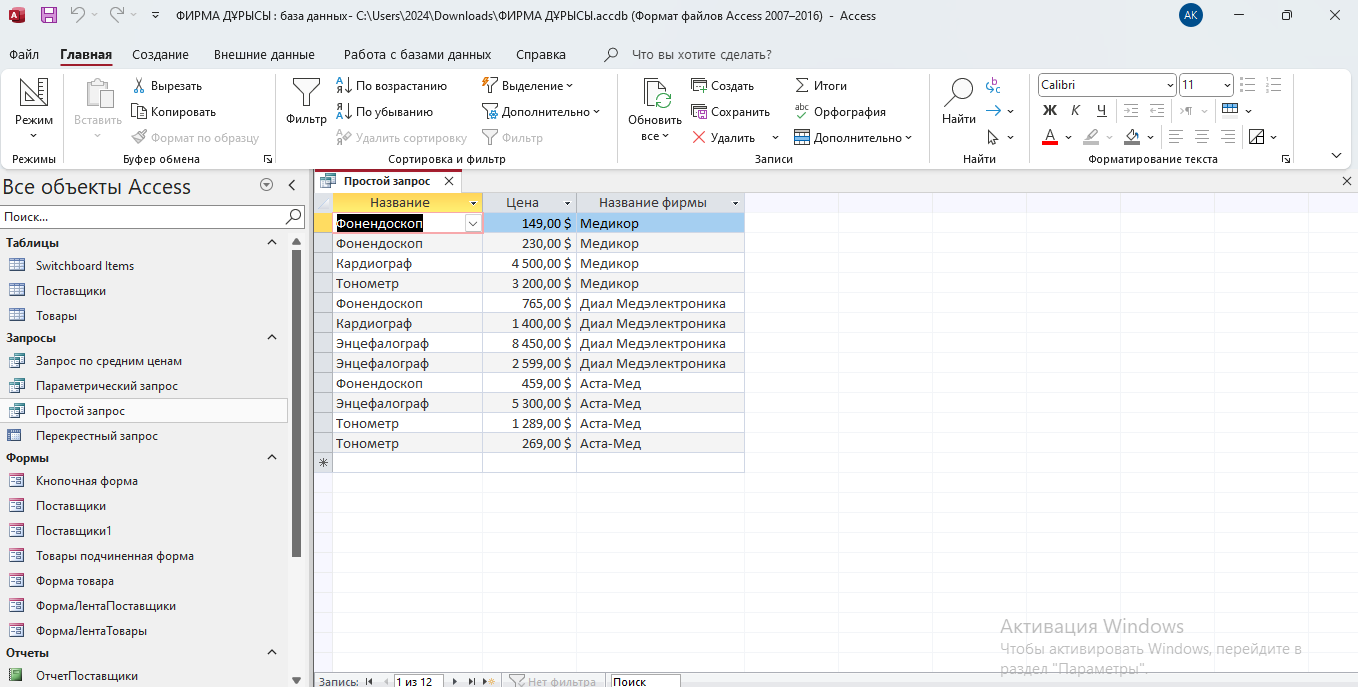 ФИРМА ДҰРЫСЫ : база данных- C:\Users\2024\Downloads\ФИРМА ДҰРЫСЫ.accdb (Формат файлов Access 2007–2016) - Access
AK
Файл Главная Создание Внешние данные Работа с базами данных Справка Что вы хотите сделать?
Режим
Режимы
Вставить
Вырезать
Копировать
Формат по образцу
Буфер обмена
Фильтр
По возрастанию
По убыванию
Удалить сортировку
Выделение
Дополнительно
Фильтр
Сортировка и фильтр
Обновить
все
Создать
Сохранить
Удалить
Итоги
Орфография
Дополнительно
Записи
Найти
Найти
Calibri 11
Ж К Ч
Форматирование текста
Все объекты Access
Поиск...
Таблицы
Switchboard Items
Поставщики
Товары
Запросы
Запрос по средним ценам
Параметрический запрос
Простой запрос
Перекрестный запрос
Формы
Кнопочная форма
Поставщики
Поставщики1
Товары подчиненная форма
Форма товара
ФормаЛентаПоставщики
ФормаЛентаТовары
Отчеты
ОтчетПоставщики
Простой запрос
Название Цена Название фирмы
Фонендоскоп 149,00 $ Медикор
Фонендоскоп 230,00 $ Медикор
Кардиограф 4 500,00 $ Медикор
Тонометр 3 200,00 $ Медикор
Фонендоскоп 765,00 $ Диал Медэлектроника
Кардиограф 1 400,00 $ Диал Медэлектроника
Энцефалограф 8 450,00 $ Диал Медэлектроника
Энцефалограф 2 599,00 $ Диал Медэлектроника
Фонендоскоп 459,00 $ Аста-Мед
Энцефалограф 5 300,00 $ Аста-Мед
Тонометр 1 289,00 $ Аста-Мед
Тонометр 269,00 $ Аста-Мед
Активация Windows
Чтобы активировать Windows, перейдите в
раздел "Параметры".
Запись: 1 из 12 Нет фильтра Поиск